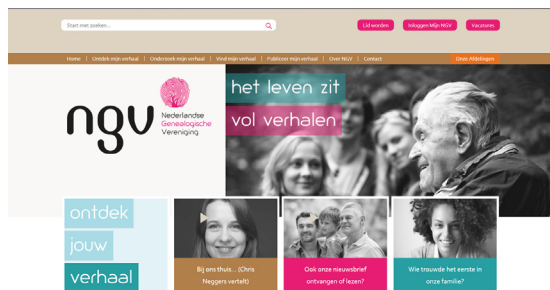 Start met zoeken...
Lid worden
Inloggen Mijn NGV
Vacatures
Home | Ontdek mijn verhaal | Onderzoek mijn verhaal | Vind mijn verhaal | Publiceer mijn verhaal | Over NGV | Contact
Onze Afdelingen
ngv
Nederlandse
Genealogische
Vereniging
het leven zit
vol verhalen
ontdek
jouw
verhaal
Bij ons thuis... (Chris
Neggers vertelt)
Ook onze nieuwsbrief
ontvangen of lezen?
Wie trouwde het eerste in
onze familie?